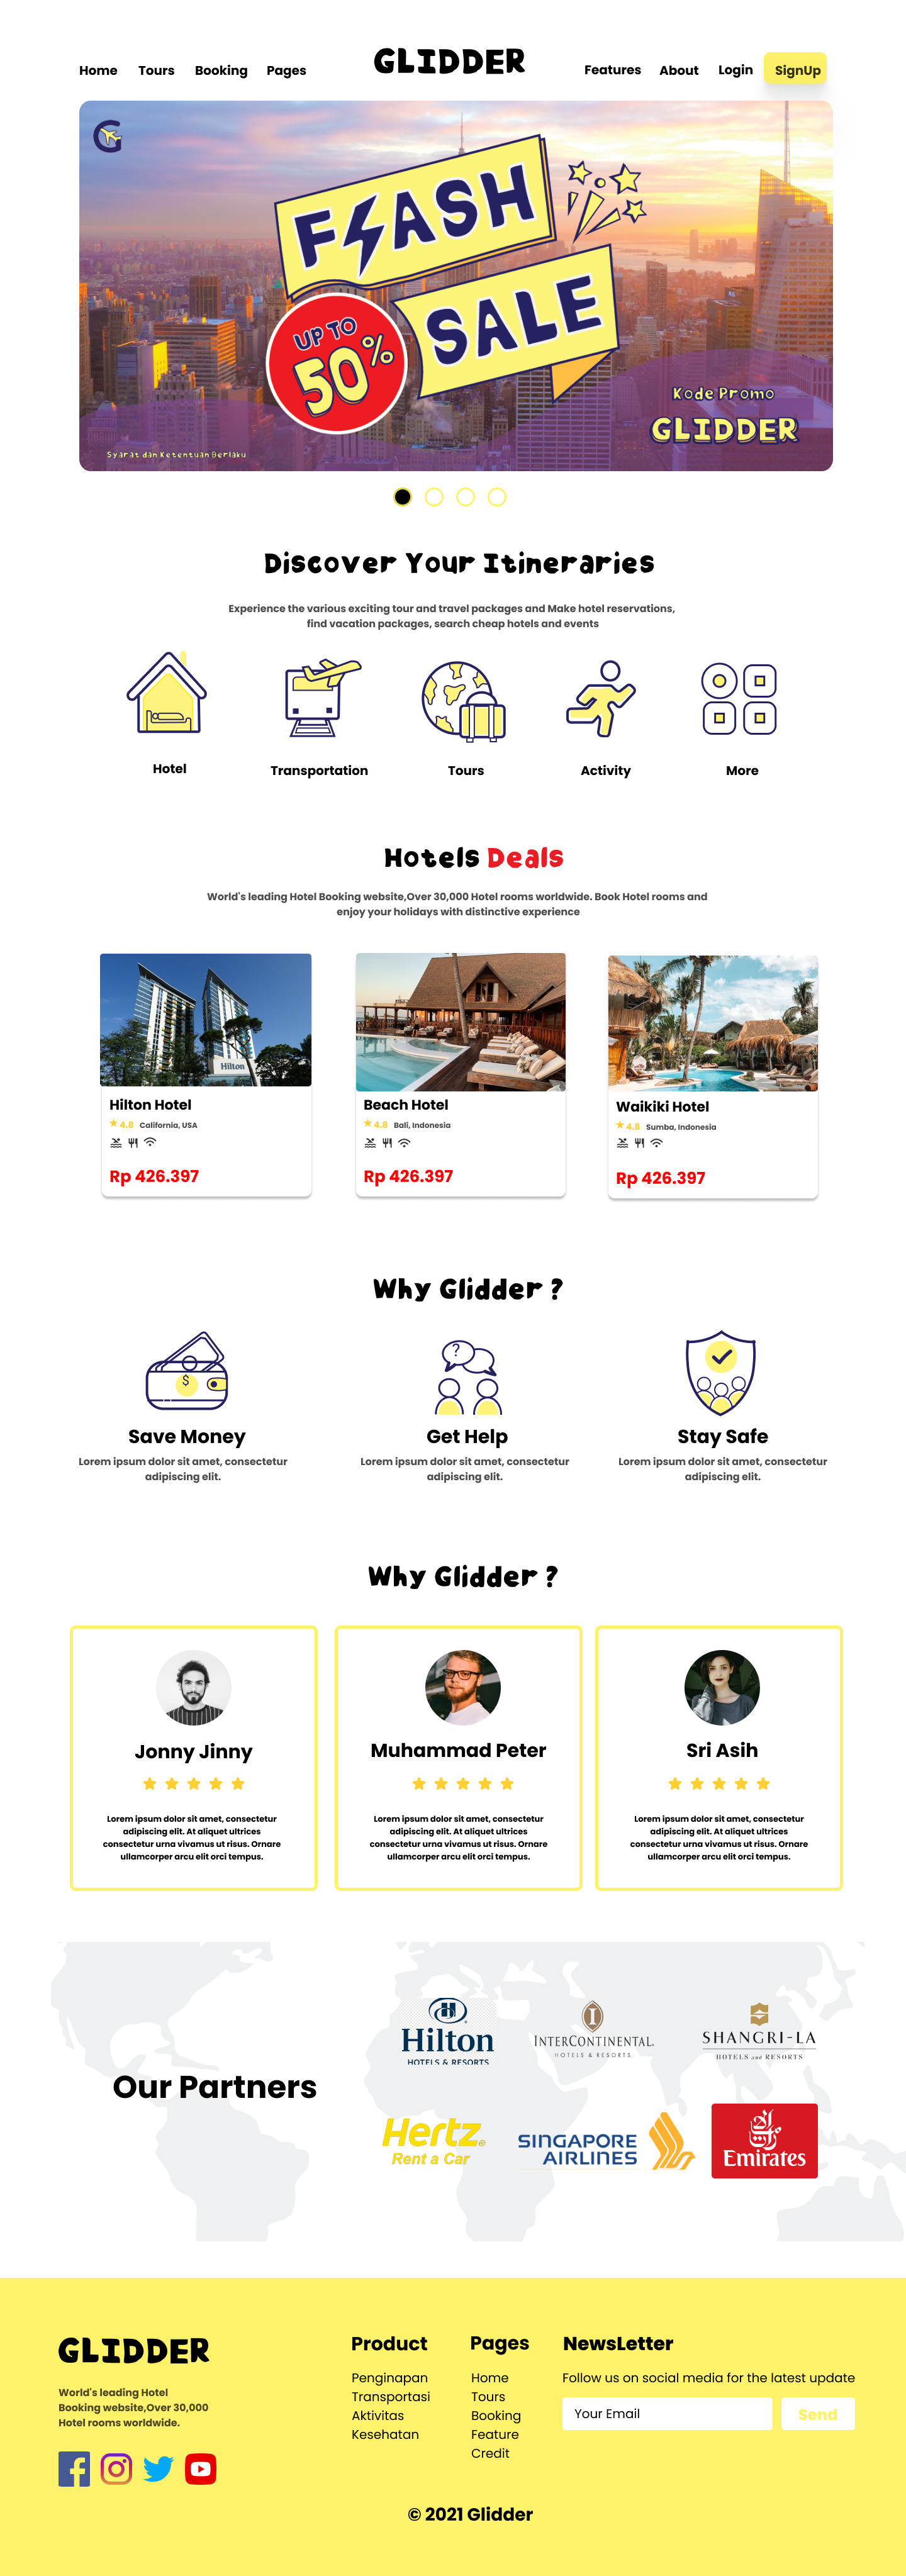 Home Tours Booking Pages
GLIDDER
Features About Login SignUp
FLASH
SALE
UP TO
50%
Kode Promo
GLIDDER
Syarat dan Ketentuan Berlaku
Discover Your Itineraries
Experience the various exciting tour and travel packages and Make hotel reservations,
find vacation packages, search cheap hotels and events
Hotel
Transportation
Tours
Activity
More
Hotels Deals
World's leading Hotel Booking website,Over 30,000 Hotel rooms worldwide. Book Hotel rooms and
enjoy your holidays with distinctive experience
Hilton
Hilton Hotel
4.8 California, USA
Rp 426.397
Beach Hotel
4.8 Bali, Indonesia
Rp 426.397
Waikiki Hotel
4.8 Sumba, Indonesia
Rp 426.397
Why Glidder ?
$
Save Money
Lorem ipsum dolor sit amet, consectetur
adipiscing elit.
?
Get Help
Lorem ipsum dolor sit amet, consectetur
adipiscing elit.
Stay Safe
Lorem ipsum dolor sit amet, consectetur
adipiscing elit.
Why Glidder ?
Jonny Jinny
Lorem ipsum dolor sit amet, consectetur
adipiscing elit. At aliquet ultrices
consectetur urna vivamus ut risus. Ornare
ullamcorper arcu elit orci tempus.
Muhammad Peter
Lorem ipsum dolor sit amet, consectetur
adipiscing elit. At aliquet ultrices
consectetur urna vivamus ut risus. Ornare
ullamcorper arcu elit orci tempus.
Sri Asih
Lorem ipsum dolor sit amet, consectetur
adipiscing elit. At aliquet ultrices
consectetur urna vivamus ut risus. Ornare
ullamcorper arcu elit orci tempus.
Our Partners
H
Hilton
HOTELS & RESORTS
I
INTERCONTINENTAL.
HOTELS & RESORTS
SHANGRI-LA
HOTELS and RESORTS
Hertz®
Rent a Car
SINGAPORE
AIRLINES
Emirates
GLIDDER
World's leading Hotel
Booking website,Over 30,000
Hotel rooms worldwide.
Product
Penginapan
Transportasi
Aktivitas
Kesehatan
Pages
Home
Tours
Booking
Feature
Credit
NewsLetter
Follow us on social media for the latest update
Your Email
Send
© 2021 Glidder